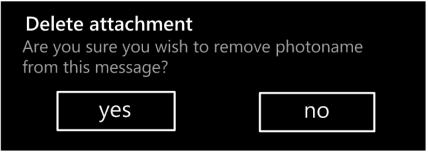 Delete attachment
Are you sure you wish to remove photoname
from this message?
yes no